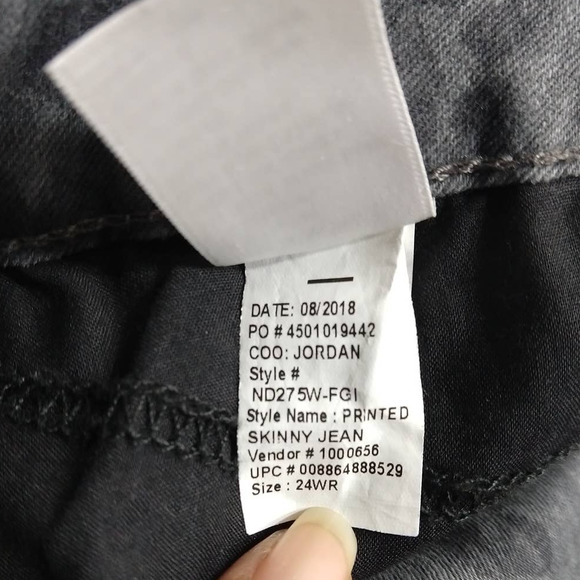 DATE: 08/2018
PO # 4501019442
COO: JORDAN
Style #
ND275W-FGI
Style Name : PRINTED
SKINNY JEAN
Vendor # 1000656
UPC # 008864888529
Size : 24WR